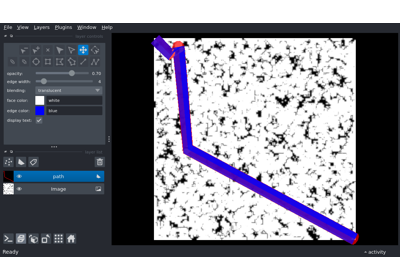 File View Layers Plugins Window Help
opacity: 0.70
edge width: 4
blending: translucent
face color: white
edge color: blue
display text:
path
Image
Ready activity